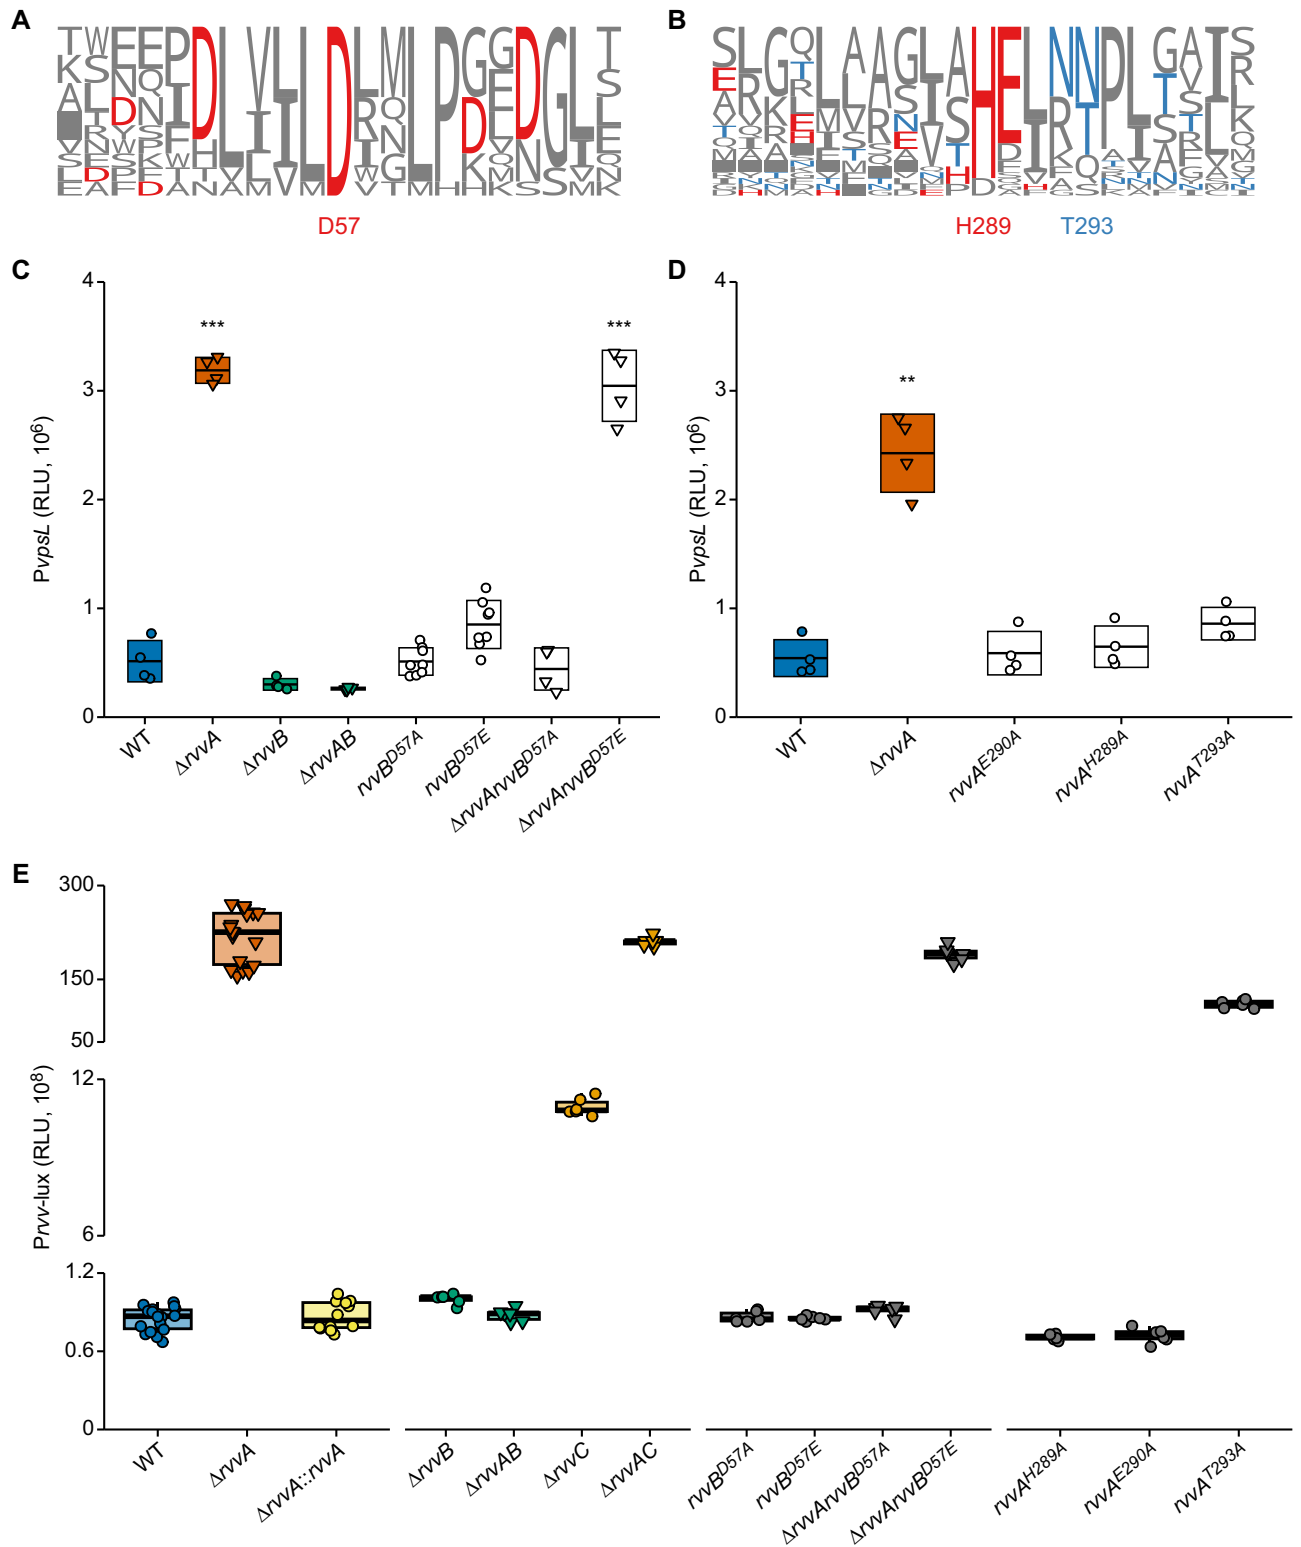 A
B
D57
H289 T293
C
D
PvpsL (RLU, 10⁶)
4
3
2
1
0
***
***
WT
ΔrvvA
ΔrvvB
ΔrvvAB
rvvB^D57A
rvvB^D57E
ΔrvvArvvB^D57A
ΔrvvArvvB^D57E
PvpsL (RLU, 10⁶)
4
3
2
1
0
**
WT
ΔrvvA
rvvA^E290A
rvvA^H289A
rvvA^T293A
E
Prvv-lux (RLU, 10⁸)
300
150
50
12
6
1.2
0.6
0
WT
ΔrvvA
ΔrvvA::rvvA
ΔrvvB
ΔrvvAB
ΔrvvC
ΔrvvAC
rvvB^D57A
rvvB^D57E
ΔrvvArvvB^D57A
ΔrvvArvvB^D57E
rvvA^H289A
rvvA^E290A
rvvA^T293A